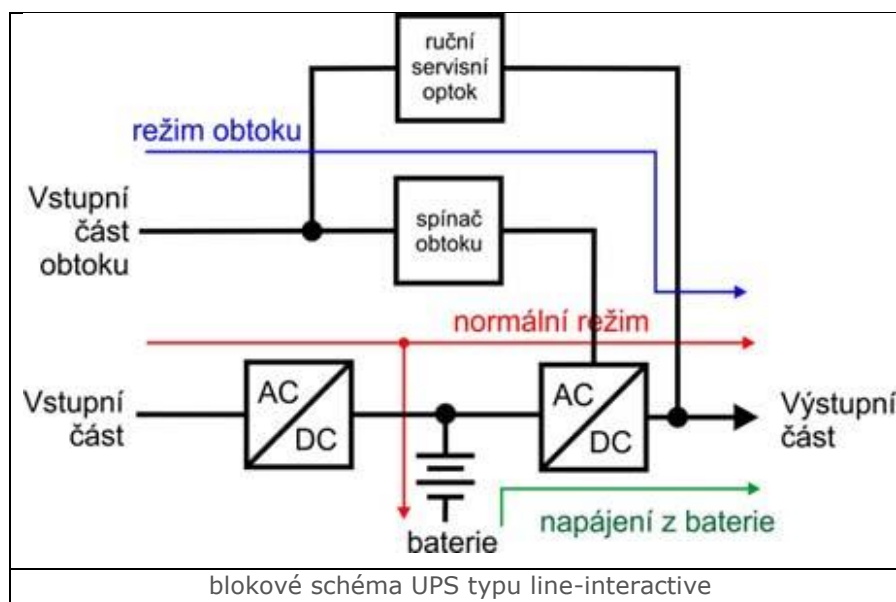 ruční
servisní
optok
režim obtoku
Vstupní
část
obtoku
spínač
obtoku
normální režim
Vstupní
část
AC
DC
AC
DC
Výstupní
část
baterie
napájení z baterie
blokové schéma UPS typu line-interactive